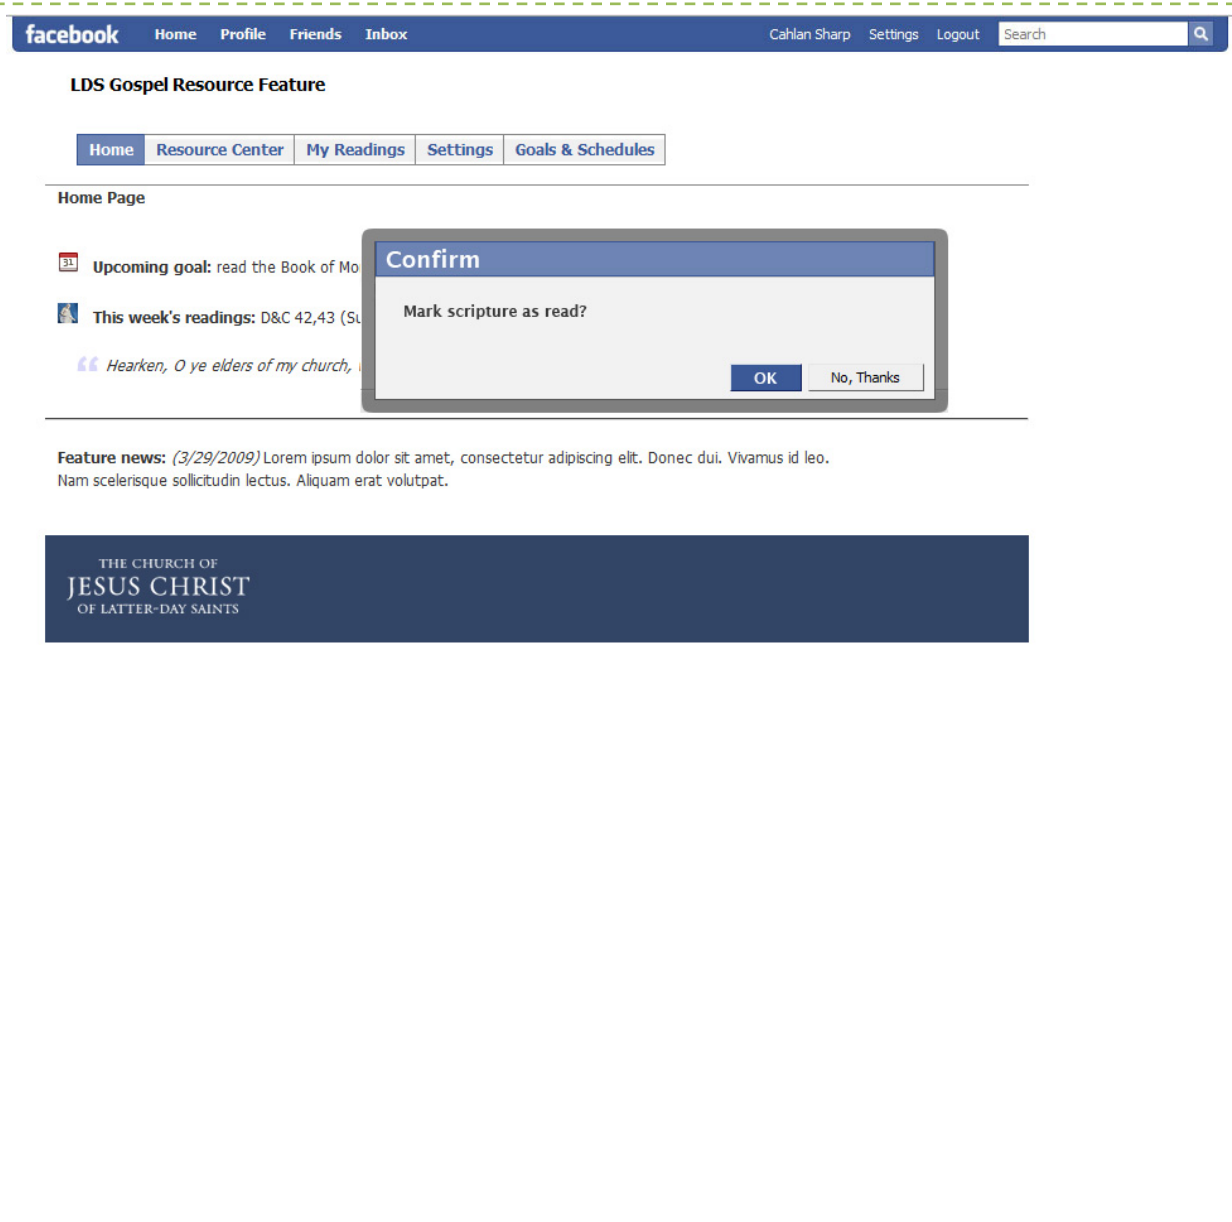 facebook Home Profile Friends Inbox Cahlan Sharp Settings Logout Search
LDS Gospel Resource Feature
Home Resource Center My Readings Settings Goals & Schedules
Home Page
Confirm
31 Upcoming goal: read the Book of Mo
Mark scripture as read?
This week's readings: D&C 42,43 (Su
“ Hearken, O ye elders of my church,
OK No, Thanks
Feature news: (3/29/2009) Lorem ipsum dolor sit amet, consectetur adipiscing elit. Donec dui. Vivamus id leo.
Nam scelerisque sollicitudin lectus. Aliquam erat volutpat.
THE CHURCH OF
JESUS CHRIST
OF LATTER-DAY SAINTS